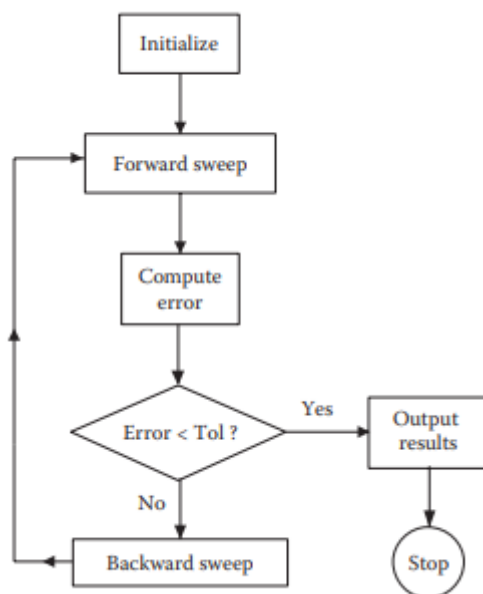 Initialize
Forward sweep
Compute
error
Error < Tol ?
Yes
Output
results
No
Backward sweep
Stop